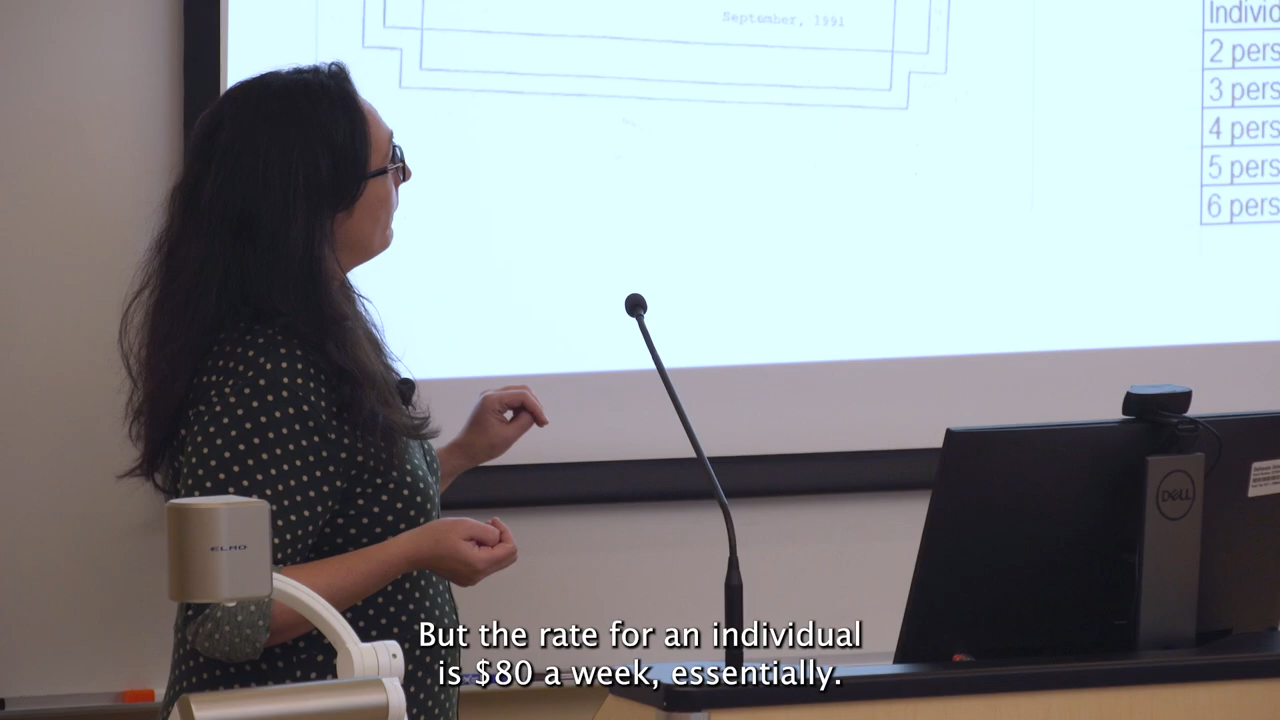 September, 1991
Individ
2 pers
3 pers
4 pers
5 pers
6 pers
ELMO
DELL
But the rate for an individual
is $80 a week, essentially.